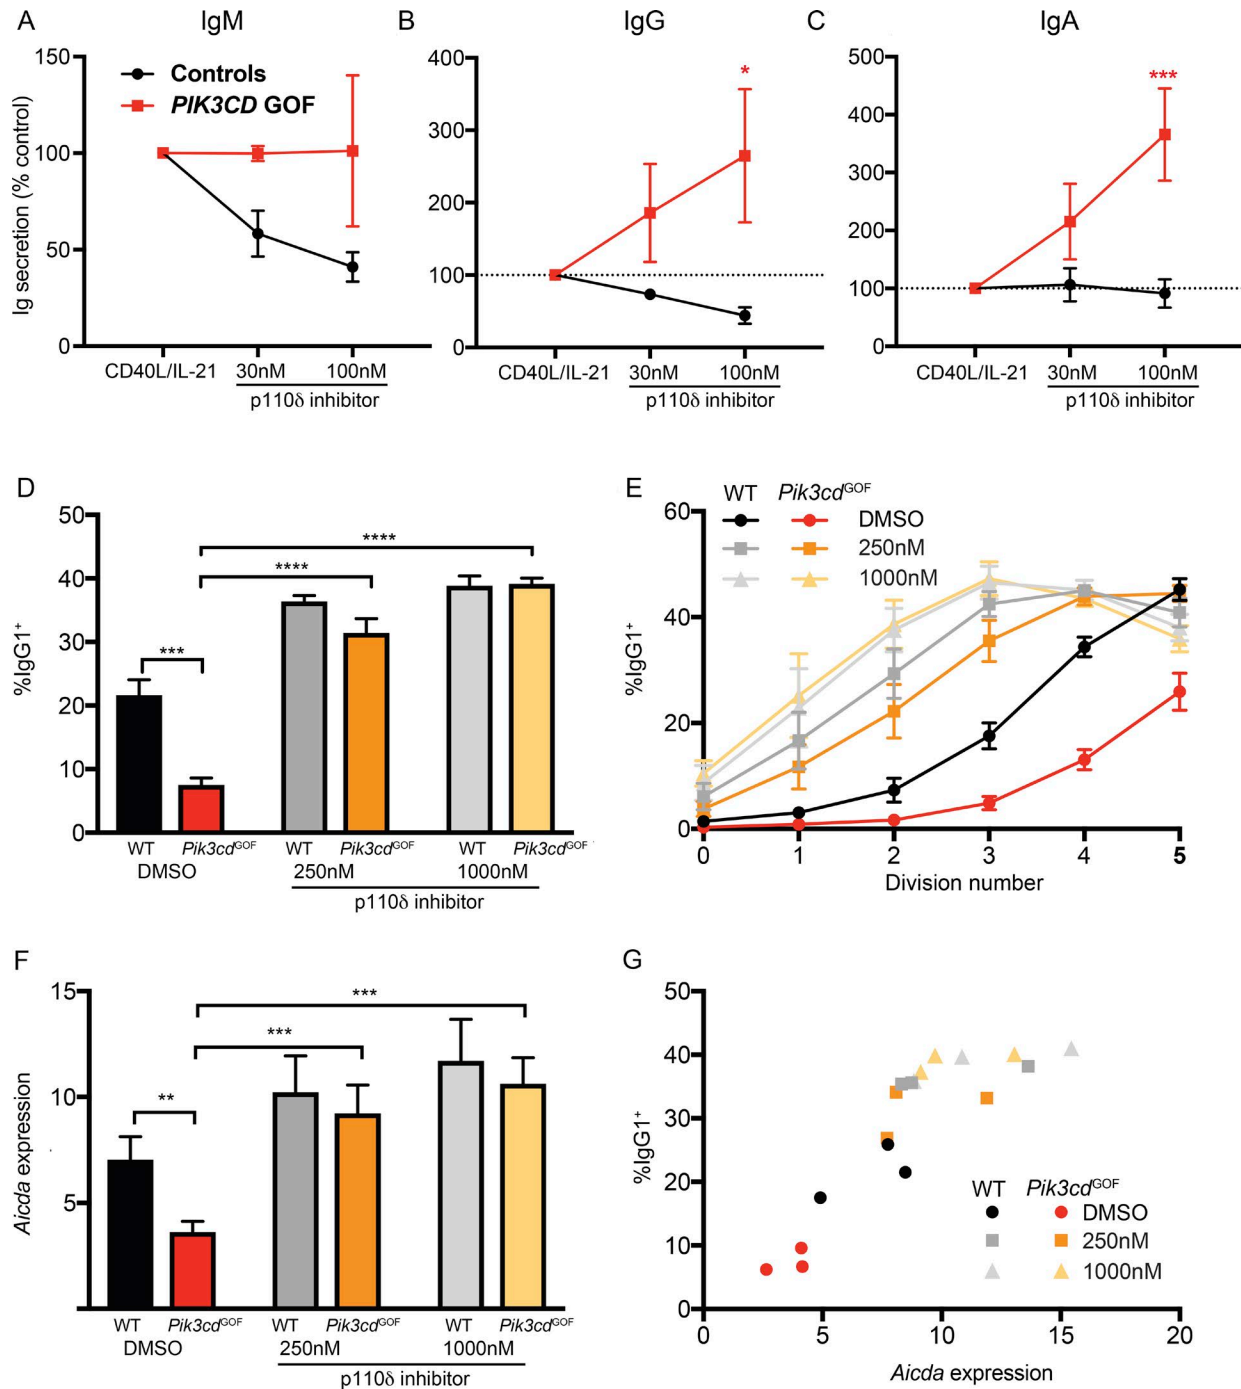 A IgM B IgG C IgA
Ig secretion (% control)
150
100
50
0
Controls
PIK3CD GOF
CD40L/IL-21 30nM 100nM
p110δ inhibitor
400
300
200
100
0
*
CD40L/IL-21 30nM 100nM
p110δ inhibitor
500
400
300
200
100
0
***
CD40L/IL-21 30nM 100nM
p110δ inhibitor
D
%IgG1+
50
40
30
20
10
0
****
****
***
WT Pik3cdGOF WT Pik3cdGOF WT Pik3cdGOF
DMSO 250nM 1000nM
p110δ inhibitor
E
WT Pik3cdGOF
DMSO
250nM
1000nM
%IgG1+
60
40
20
0
0 1 2 3 4 5
Division number
F
Aicda expression
15
10
5
***
***
**
WT Pik3cdGOF WT Pik3cdGOF WT Pik3cdGOF
DMSO 250nM 1000nM
p110δ inhibitor
G
%IgG1+
50
40
30
20
10
0
WT Pik3cdGOF
DMSO
250nM
1000nM
0 5 10 15 20
Aicda expression